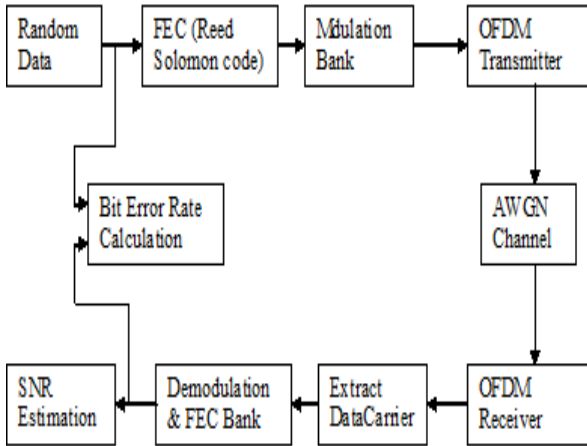 Random
Data
FEC (Reed
Solomon code)
Mdulation
Bank
OFDM
Transmitter
Bit Error Rate
Calculation
AWGN
Channel
SNR
Estimation
Demodulation
& FEC Bank
Extract
DataCarrier
OFDM
Receiver